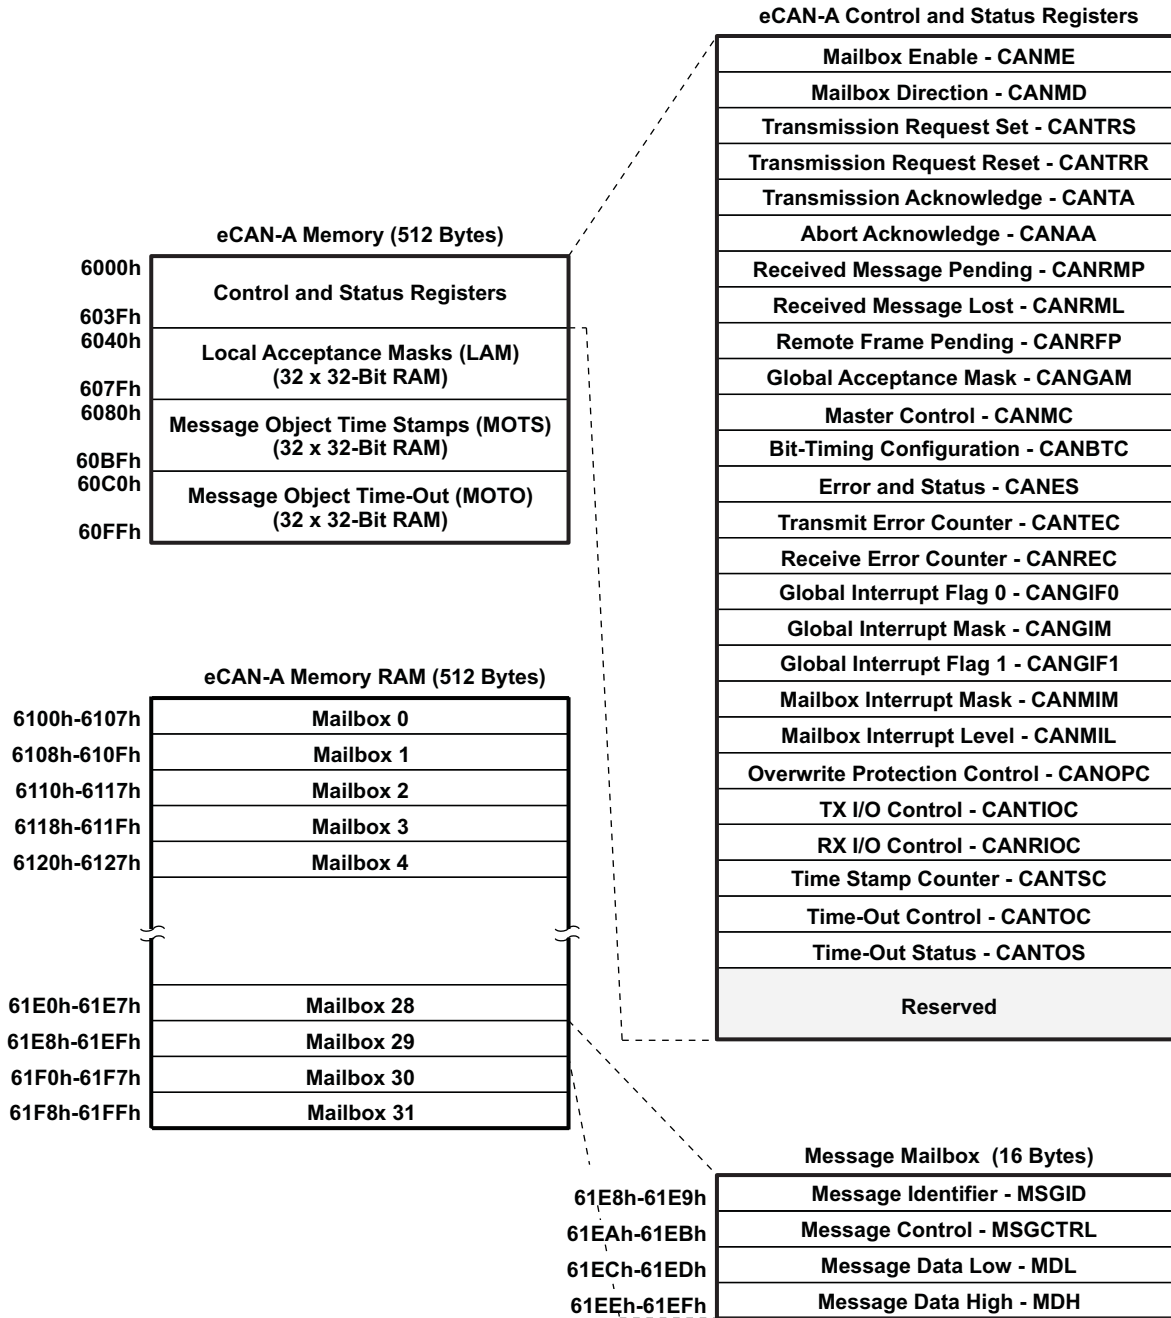 eCAN-A Control and Status Registers
Mailbox Enable - CANME
Mailbox Direction - CANMD
Transmission Request Set - CANTRS
Transmission Request Reset - CANTRR
Transmission Acknowledge - CANTA
Abort Acknowledge - CANAA
Received Message Pending - CANRMP
Received Message Lost - CANRML
Remote Frame Pending - CANRFP
Global Acceptance Mask - CANGAM
Master Control - CANMC
Bit-Timing Configuration - CANBTC
Error and Status - CANES
Transmit Error Counter - CANTEC
Receive Error Counter - CANREC
Global Interrupt Flag 0 - CANGIF0
Global Interrupt Mask - CANGIM
Global Interrupt Flag 1 - CANGIF1
Mailbox Interrupt Mask - CANMIM
Mailbox Interrupt Level - CANMIL
Overwrite Protection Control - CANOPC
TX I/O Control - CANTIOC
RX I/O Control - CANRIOC
Time Stamp Counter - CANTSC
Time-Out Control - CANTOC
Time-Out Status - CANTOS
Reserved
eCAN-A Memory (512 Bytes)
6000h
Control and Status Registers
603Fh
6040h
Local Acceptance Masks (LAM)
(32 x 32-Bit RAM)
607Fh
6080h
Message Object Time Stamps (MOTS)
(32 x 32-Bit RAM)
60BFh
60C0h
Message Object Time-Out (MOTO)
(32 x 32-Bit RAM)
60FFh
eCAN-A Memory RAM (512 Bytes)
6100h-6107h Mailbox 0
6108h-610Fh Mailbox 1
6110h-6117h Mailbox 2
6118h-611Fh Mailbox 3
6120h-6127h Mailbox 4
61E0h-61E7h Mailbox 28
61E8h-61EFh Mailbox 29
61F0h-61F7h Mailbox 30
61F8h-61FFh Mailbox 31
Message Mailbox (16 Bytes)
61E8h-61E9h Message Identifier - MSGID
61EAh-61EBh Message Control - MSGCTRL
61ECh-61EDh Message Data Low - MDL
61EEh-61EFh Message Data High - MDH